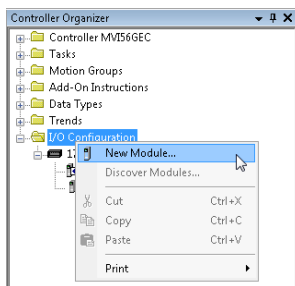 Controller Organizer
Controller MVI56GEC
Tasks
Motion Groups
Add-On Instructions
Data Types
Trends
I/O Configuration
New Module...
Discover Modules...
Cut Ctrl+X
Copy Ctrl+C
Paste Ctrl+V
Print